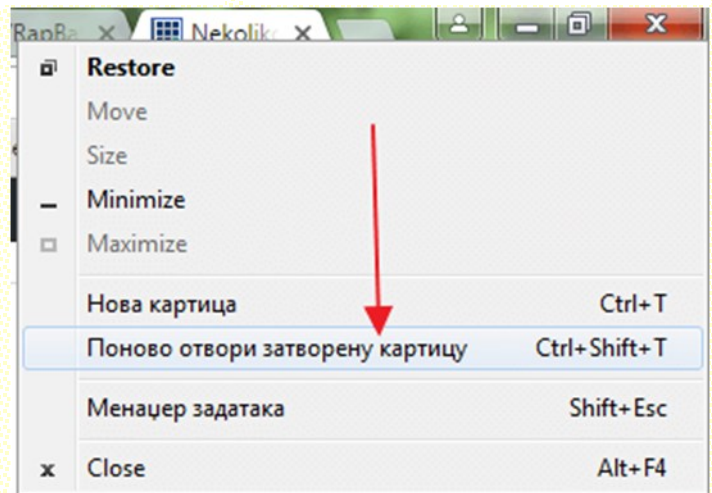 RapBa
Nekoliko
Restore
Move
Size
Minimize
Maximize
Нова картица Ctrl+T
Поново отвори затворену картицу Ctrl+Shift+T
Менаџер задатака Shift+Esc
Close Alt+F4